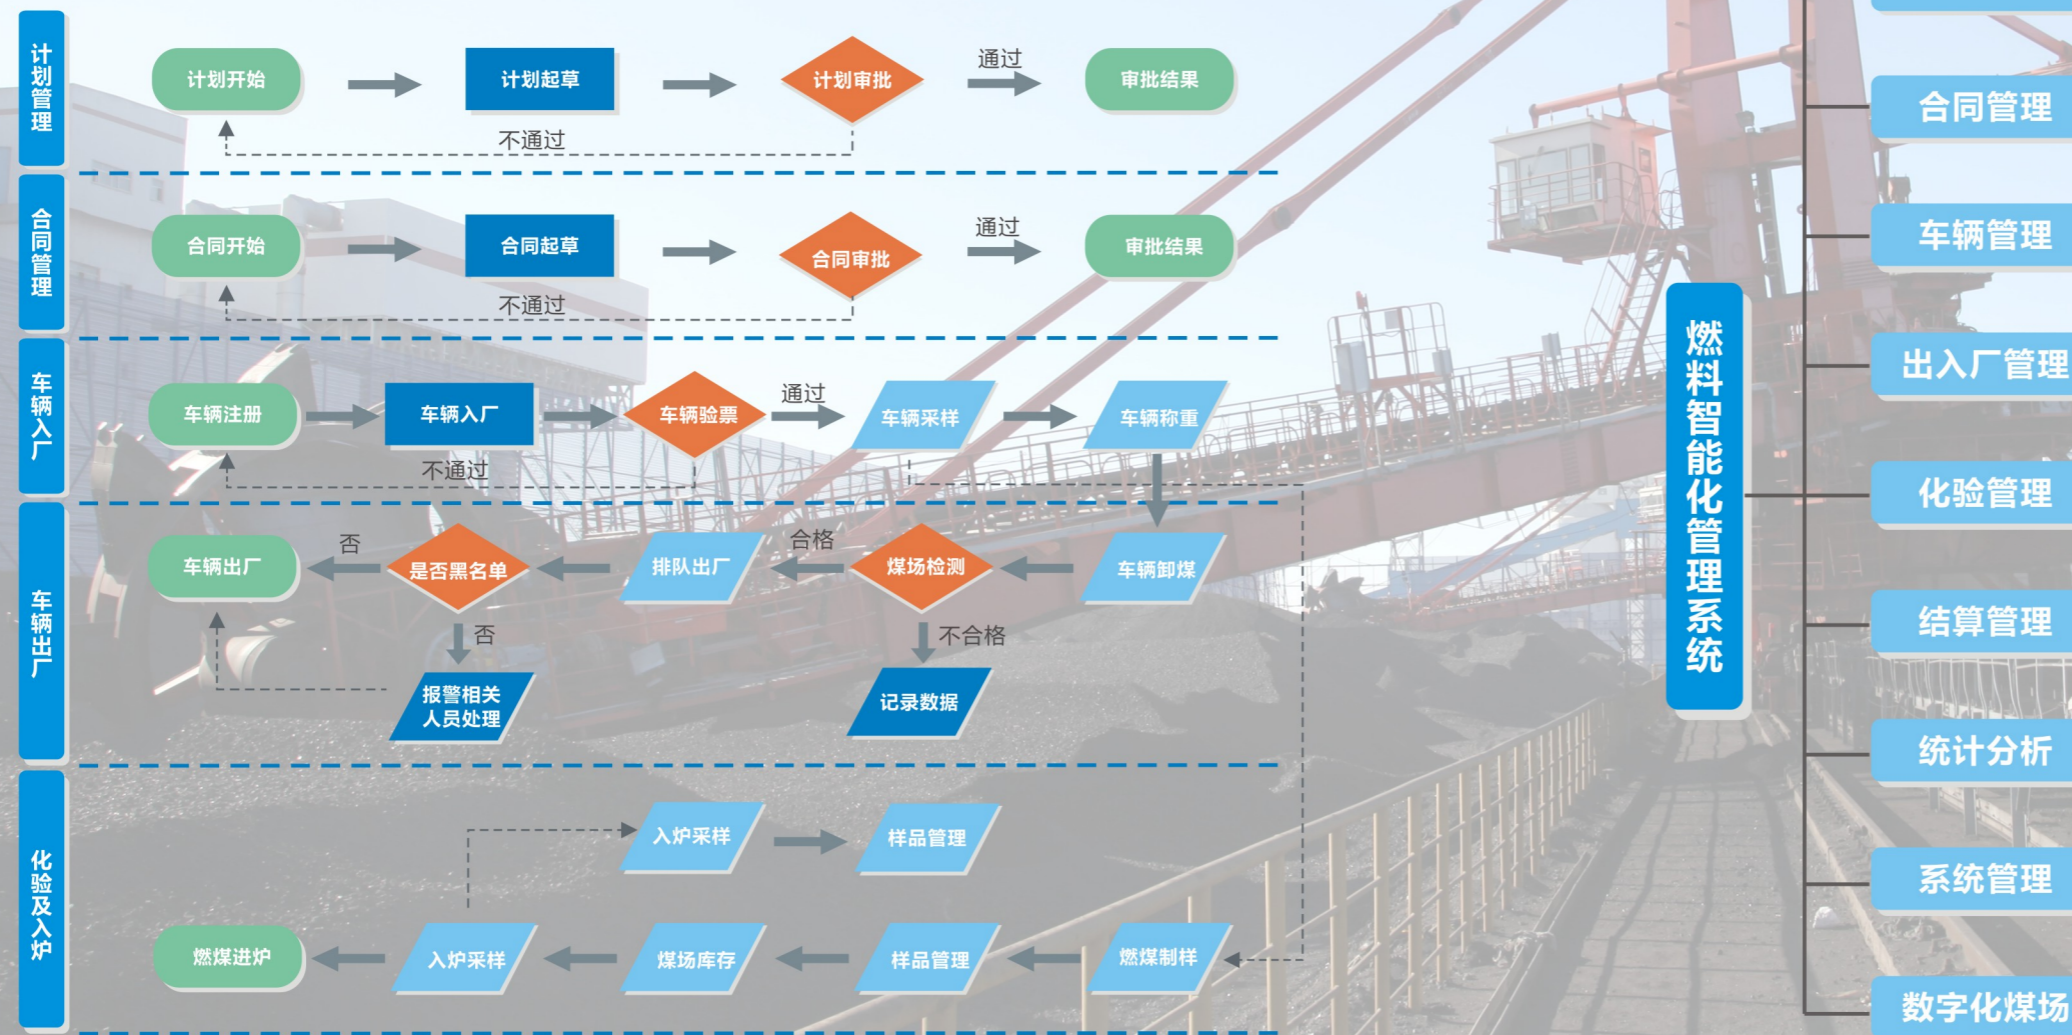 计划管理
计划开始
计划起草
计划审批
通过
审批结果
不通过
合同管理
合同开始
合同起草
合同审批
通过
审批结果
不通过
车辆入厂
车辆注册
车辆入厂
车辆验票
通过
车辆采样
车辆称重
不通过
车辆出厂
车辆出厂
否
是否黑名单
排队出厂
合格
煤场检测
车辆卸煤
否
不合格
报警相关
人员处理
记录数据
化验及入炉
入炉采样
样品管理
燃煤进炉
入炉采样
煤场库存
样品管理
燃煤制样
燃料智能化管理系统
合同管理
车辆管理
出入厂管理
化验管理
结算管理
统计分析
系统管理
数字化煤场